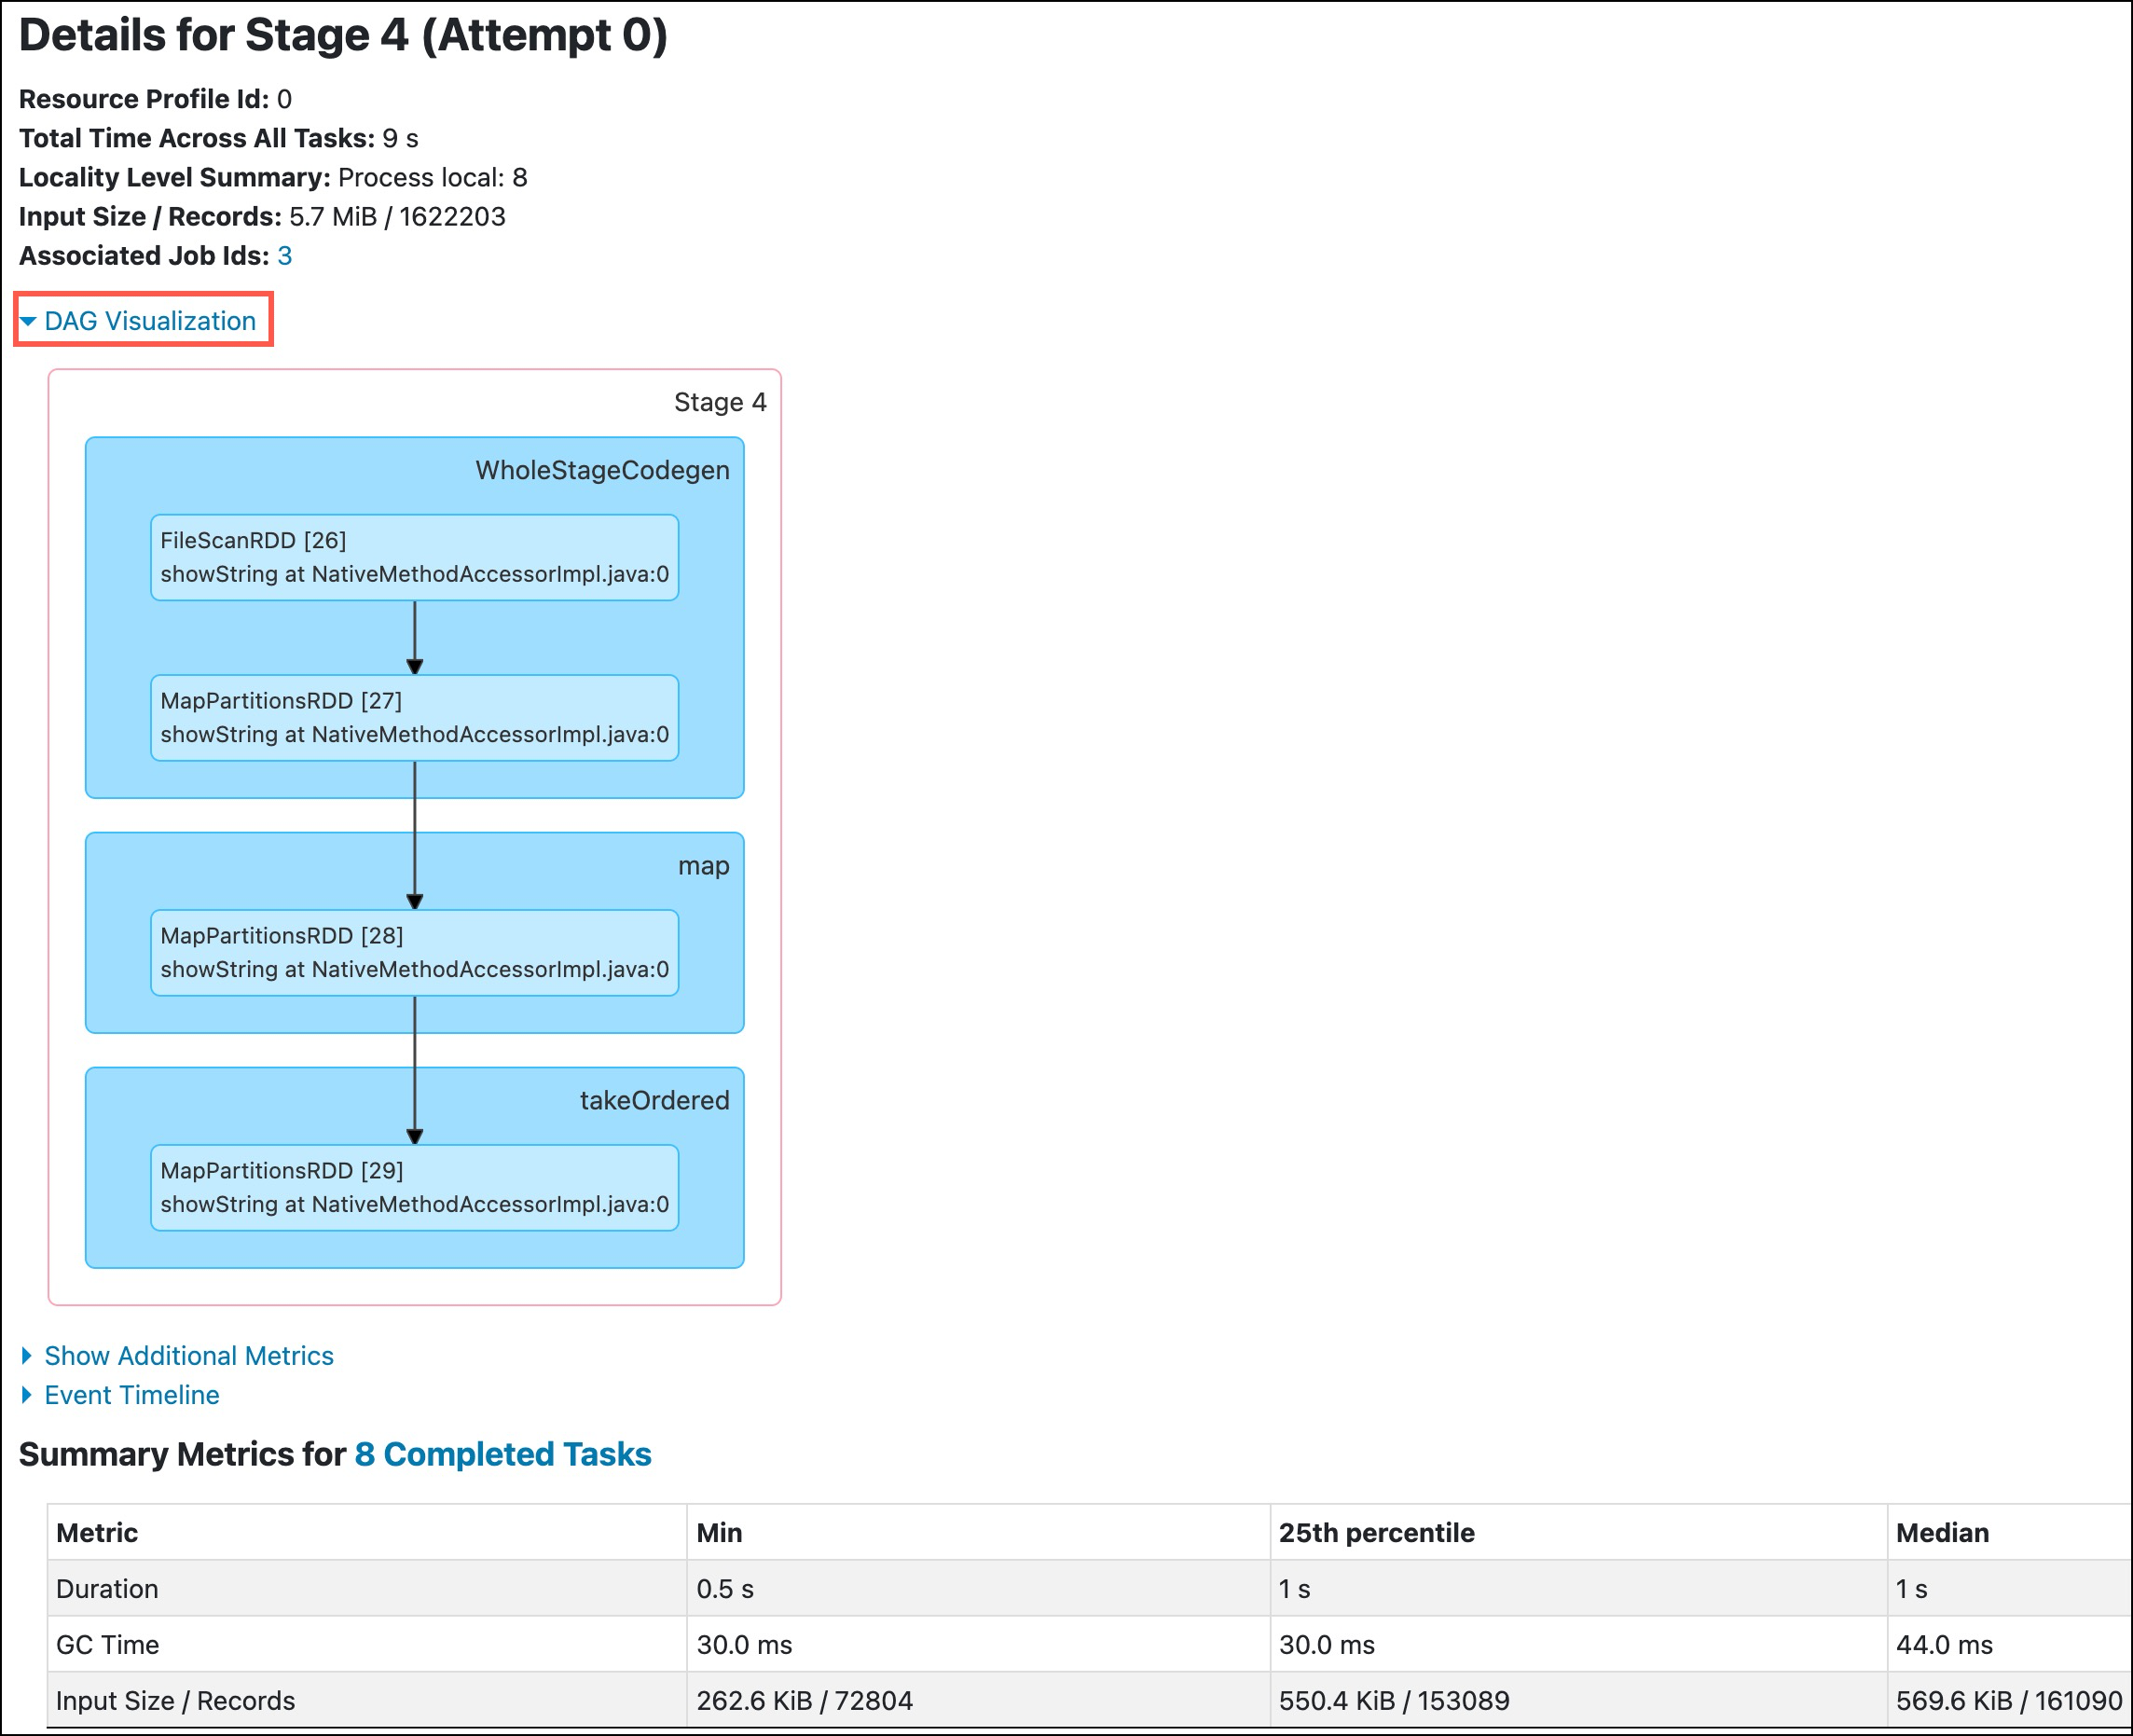 Details for Stage 4 (Attempt 0)
Resource Profile Id: 0
Total Time Across All Tasks: 9 s
Locality Level Summary: Process local: 8
Input Size / Records: 5.7 MiB / 1622203
Associated Job Ids: 3
DAG Visualization
Stage 4
WholeStageCodegen
FileScanRDD [26]
showString at NativeMethodAccessorImpl.java:0
MapPartitionsRDD [27]
showString at NativeMethodAccessorImpl.java:0
map
MapPartitionsRDD [28]
showString at NativeMethodAccessorImpl.java:0
takeOrdered
MapPartitionsRDD [29]
showString at NativeMethodAccessorImpl.java:0
Show Additional Metrics
Event Timeline
Summary Metrics for 8 Completed Tasks
Metric Min 25th percentile Median
Duration 0.5 s 1 s 1 s
GC Time 30.0 ms 30.0 ms 44.0 ms
Input Size / Records 262.6 KiB / 72804 550.4 KiB / 153089 569.6 KiB / 161090